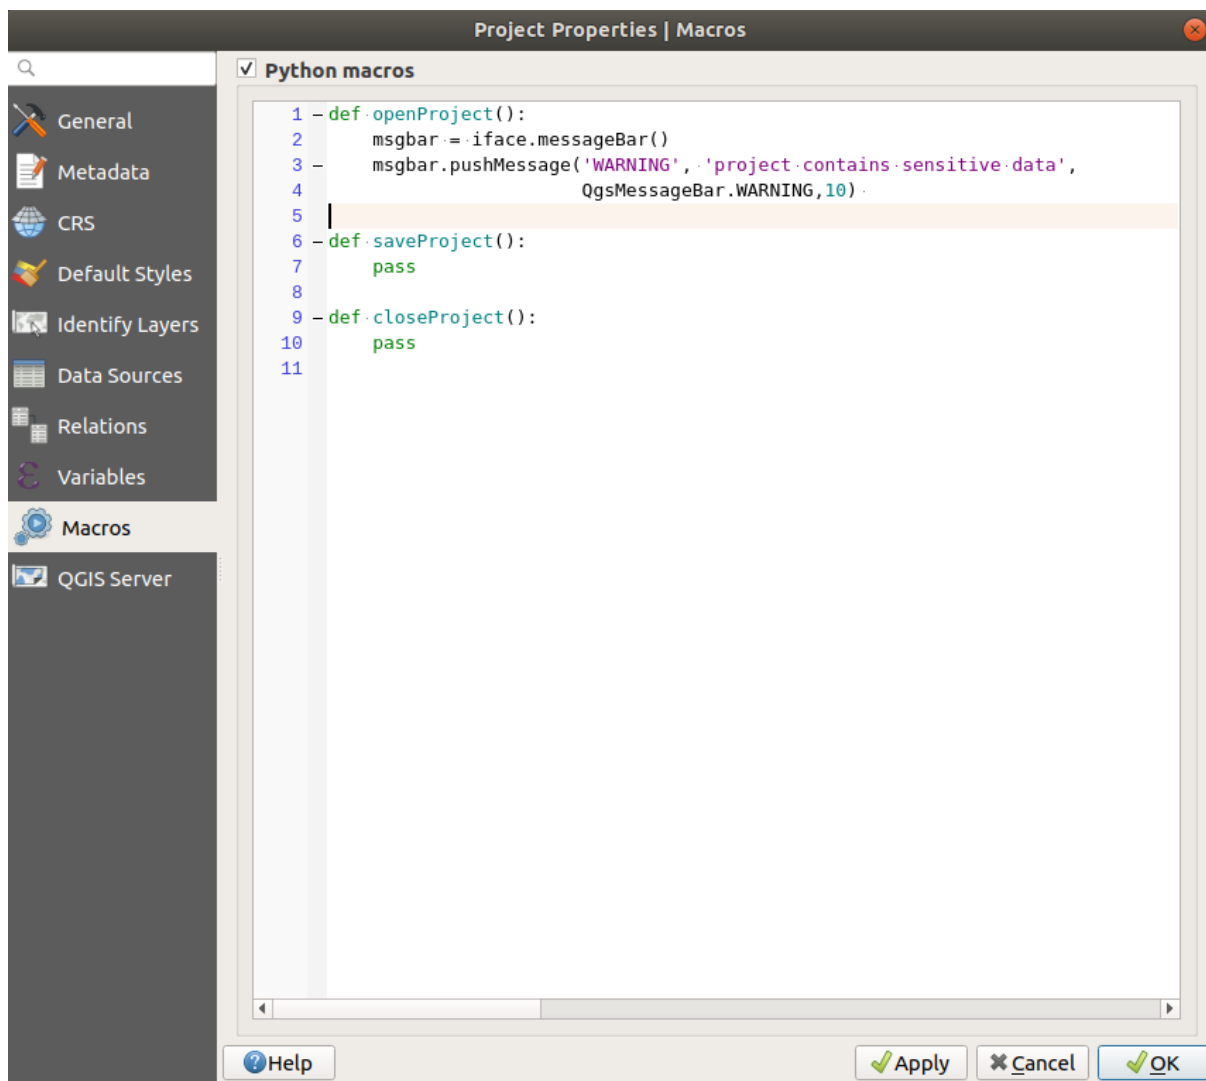 Project Properties | Macros
General
Metadata
CRS
Default Styles
Identify Layers
Data Sources
Relations
Variables
Macros
QGIS Server
Python macros
1 def openProject():
2     msgbar = iface.messageBar()
3     msgbar.pushMessage('WARNING', 'project contains sensitive data',
4                        QgsMessageBar.WARNING,10)
5
6 def saveProject():
7     pass
8
9 def closeProject():
10     pass
11
Help
Apply
Cancel
OK